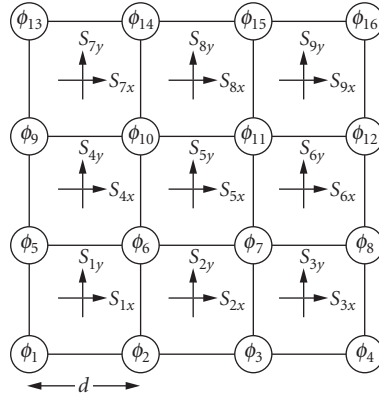 ϕ13 ϕ14 ϕ15 ϕ16
S7y S8y S9y
S7x S8x S9x
ϕ9 ϕ10 ϕ11 ϕ12
S4y S5y S6y
S4x S5x S6x
ϕ5 ϕ6 ϕ7 ϕ8
S1y S2y S3y
S1x S2x S3x
ϕ1 ϕ2 ϕ3 ϕ4
d